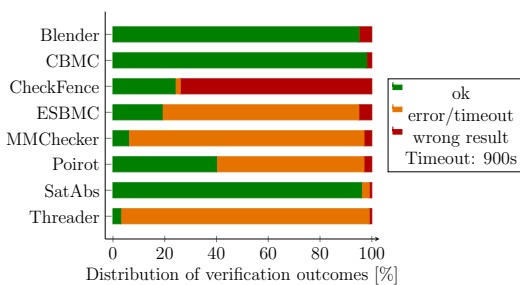 Blender
CBMC
CheckFence
ESBMC
MMChecker
Poirot
SatAbs
Threader
0 20 40 60 80 100
Distribution of verification outcomes [%]
ok
error/timeout
wrong result
Timeout: 900s